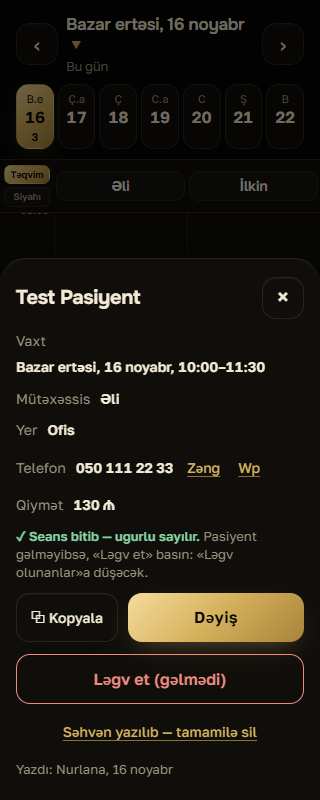 ‹
Bazar ertəsi, 16 noyabr
▼
Bu gün
›
B.e Ç.a Ç C.a C Ş B
16 17 18 19 20 21 22
3
Təqvim
Siyahı
Əli
İlkin
Test Pasiyent
×
Vaxt
Bazar ertəsi, 16 noyabr, 10:00–11:30
Mütəxəssis Əli
Yer Ofis
Telefon 050 111 22 33 Zəng Wp
Qiymət 130 ₼
✓ Seans bitib — uğurlu sayılır. Pasiyent
gəlməyibsə, «Ləğv et» basın: «Ləğv
olunanlar»a düşəcək.
Kopyala
Dəyiş
Ləğv et (gəlmədi)
Səhvən yazılıb — tamamilə sil
Yazdı: Nurlana, 16 noyabr